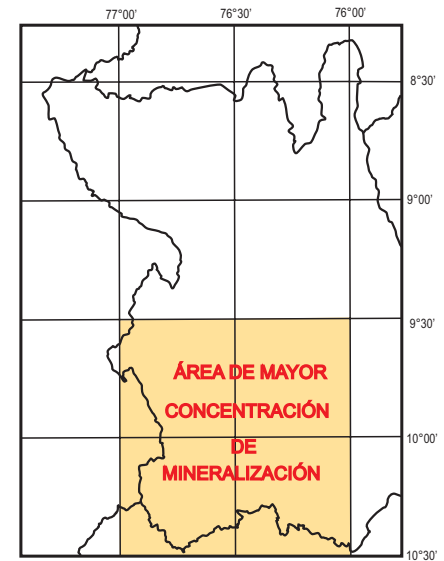 77°00'
76°30'
76°00'
8°30'
9°00'
9°30'
ÁREA DE MAYOR
CONCENTRACIÓN
DE
MINERALIZACIÓN
10°00'
10°30'